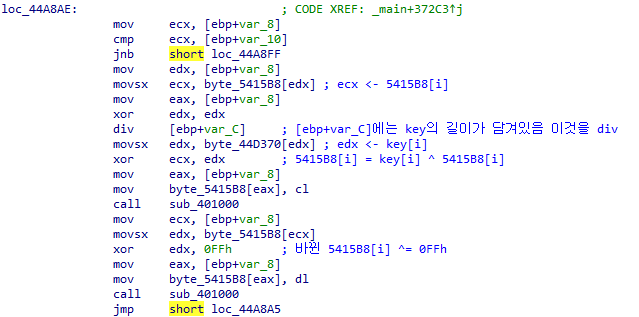 loc_44A8AE: ; CODE XREF: _main+372C3↑j
mov ecx, [ebp+var_8]
cmp ecx, [ebp+var_10]
jnb short loc_44A8FF
mov edx, [ebp+var_8]
movsx ecx, byte_5415B8[edx] ; ecx <- 5415B8[i]
mov eax, [ebp+var_8]
xor edx, edx
div [ebp+var_C] ; [ebp+var_C]에는 key의 길이가 담겨있음 이것을 div
movsx edx, byte_44D370[edx] ; edx <- key[i]
xor ecx, edx ; 5415B8[i] = key[i] ^ 5415B8[i]
mov eax, [ebp+var_8]
mov byte_5415B8[eax], cl
call sub_401000
mov ecx, [ebp+var_8]
movsx edx, byte_5415B8[ecx]
xor edx, 0FFh ; 바뀐 5415B8[i] ^= 0FFh
mov eax, [ebp+var_8]
mov byte_5415B8[eax], dl
call sub_401000
jmp short loc_44A8A5